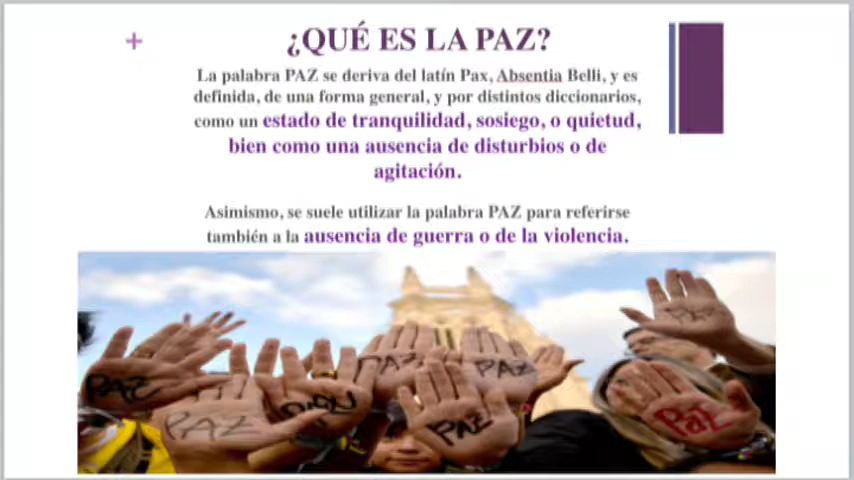 ¿QUÉ ES LA PAZ?
La palabra PAZ se deriva del latín Pax, Absentia Belli, y es
definida, de una forma general, y por distintos diccionarios,
como un estado de tranquilidad, sosiego, o quietud,
bien como una ausencia de disturbios o de
agitación.
Asimismo, se suele utilizar la palabra PAZ para referirse
también a la ausencia de guerra o de la violencia.
PAZ
PAZ
PAZ
PAZ
PAZ
PAZ
Paz